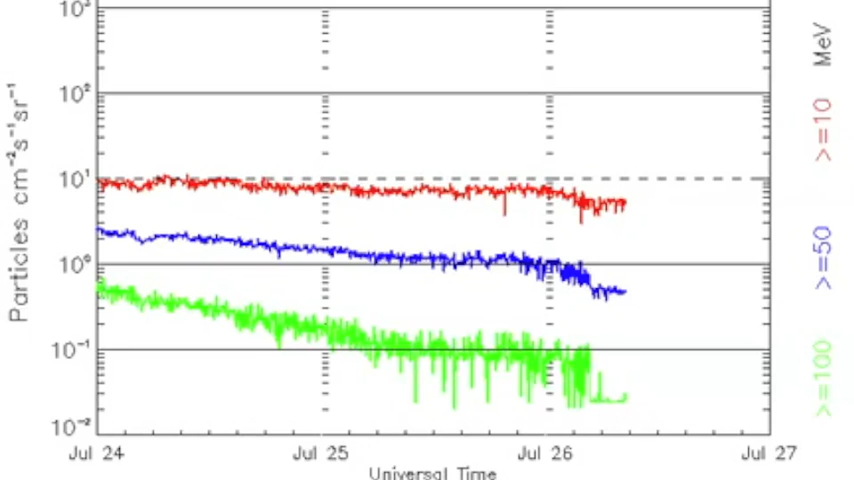 10³
10²
10¹
10⁰
10⁻¹
10⁻²
Particles cm⁻²s⁻¹sr⁻¹
Jul 24 Jul 25 Jul 26 Jul 27
Universal Time
MeV
>=10
>=50
>=100